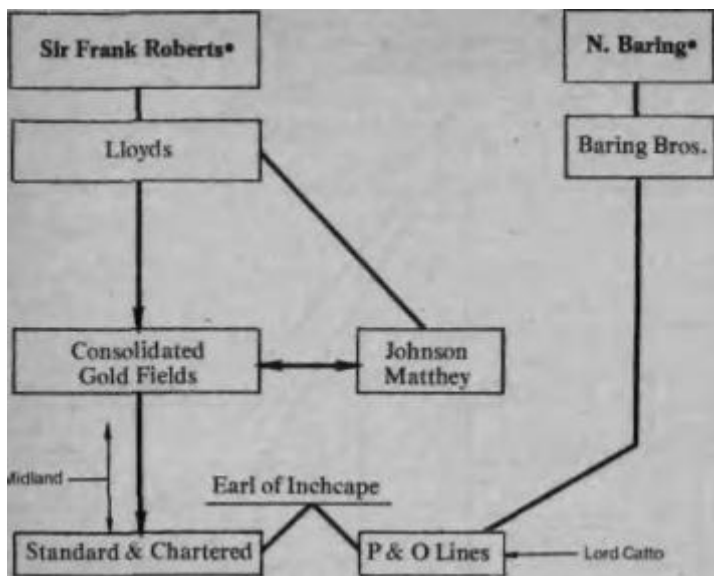 Sir Frank Roberts•
N. Baring•
Lloyds
Baring Bros.
Consolidated
Gold Fields
Johnson
Matthey
Midland
Earl of Inchcape
Standard & Chartered
P & O Lines
Lord Catto